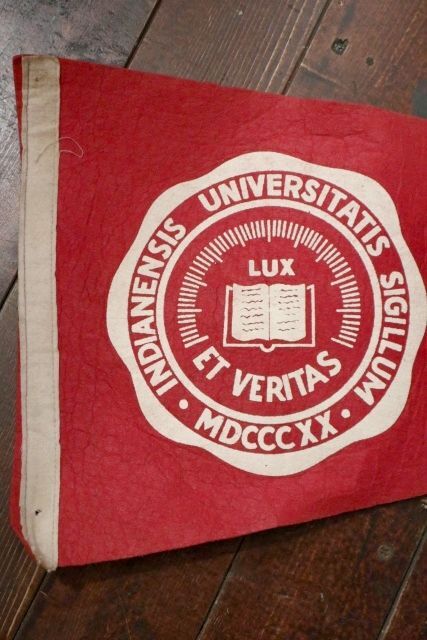 INDIANENSIS UNIVERSITATIS SIGILLUM
• MDCCCXX •
LUX
ET VERITAS